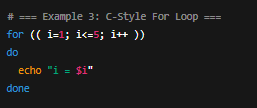 # === Example 3: C-Style For Loop ===
for (( i=1; i<=5; i++ ))
do
  echo "i = $i"
done